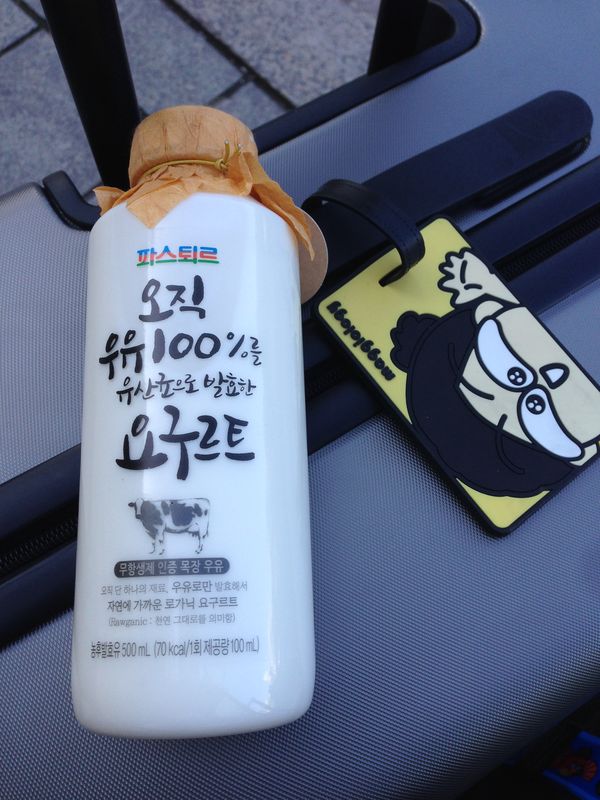 파스퇴르
오직
우유100%를
유산균으로 발효한
요구르트
무항생제 인증 목장 우유
오직 단 하나의 재료, 우유로만 발효해서
자연에 가까운 로가닉 요구르트
(Rawganic : 천연 그대로를 의미함)
농후발효유 500 mL (70 kcal/1회 제공량 100 mL)
maggiology